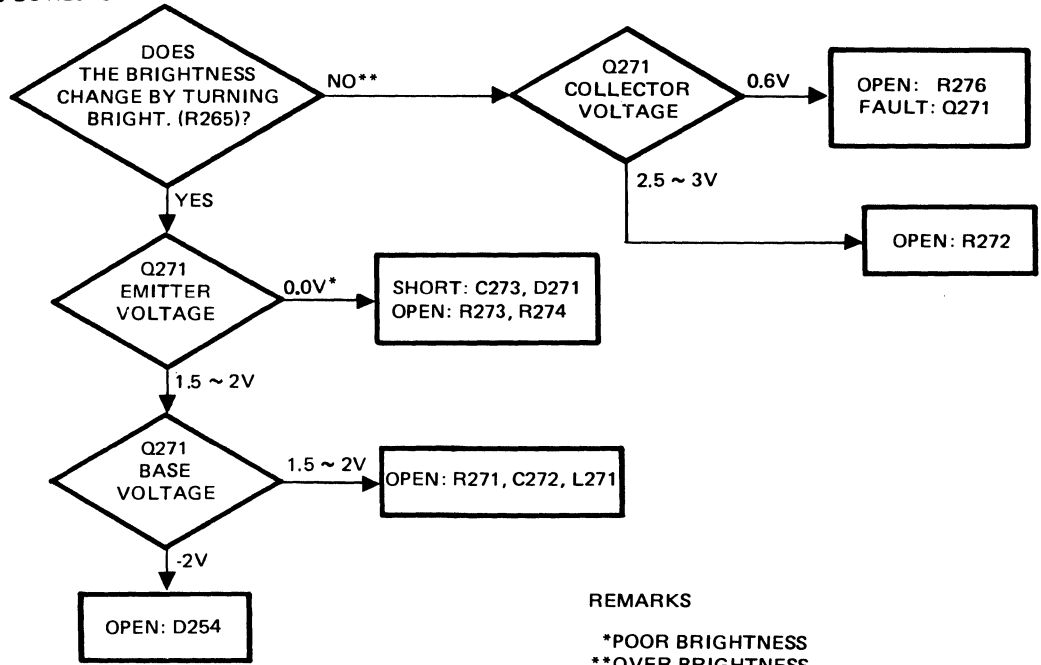 DOES
THE BRIGHTNESS
CHANGE BY TURNING
BRIGHT. (R265)?
NO**
Q271
COLLECTOR
VOLTAGE
0.6V
OPEN: R276
FAULT: Q271
2.5 ~ 3V
OPEN: R272
YES
Q271
EMITTER
VOLTAGE
0.0V*
SHORT: C273, D271
OPEN: R273, R274
1.5 ~ 2V
Q271
BASE
VOLTAGE
1.5 ~ 2V
OPEN: R271, C272, L271
-2V
OPEN: D254
REMARKS
*POOR BRIGHTNESS
**OVER BRIGHTNESS